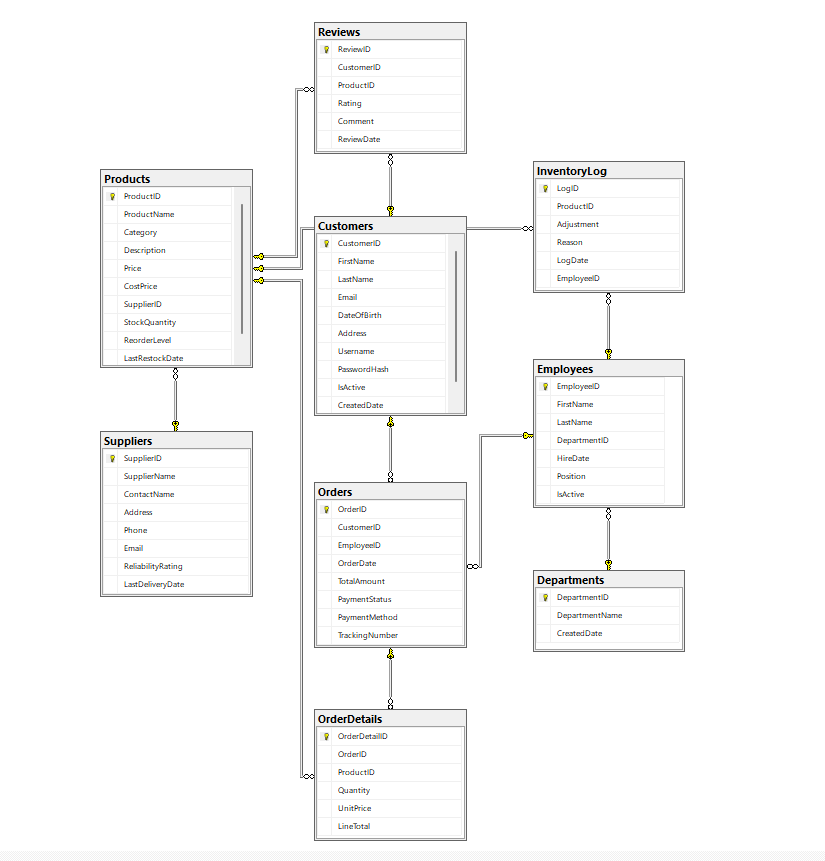 Reviews
ReviewID
CustomerID
ProductID
Rating
Comment
ReviewDate
Products
ProductID
ProductName
Category
Description
Price
CostPrice
SupplierID
StockQuantity
ReorderLevel
LastRestockDate
Customers
CustomerID
FirstName
LastName
Email
DateOfBirth
Address
Username
PasswordHash
IsActive
CreatedDate
InventoryLog
LogID
ProductID
Adjustment
Reason
LogDate
EmployeeID
Employees
EmployeeID
FirstName
LastName
DepartmentID
HireDate
Position
IsActive
Suppliers
SupplierID
SupplierName
ContactName
Address
Phone
Email
ReliabilityRating
LastDeliveryDate
Orders
OrderID
CustomerID
EmployeeID
OrderDate
TotalAmount
PaymentStatus
PaymentMethod
TrackingNumber
Departments
DepartmentID
DepartmentName
CreatedDate
OrderDetails
OrderDetailID
OrderID
ProductID
Quantity
UnitPrice
LineTotal